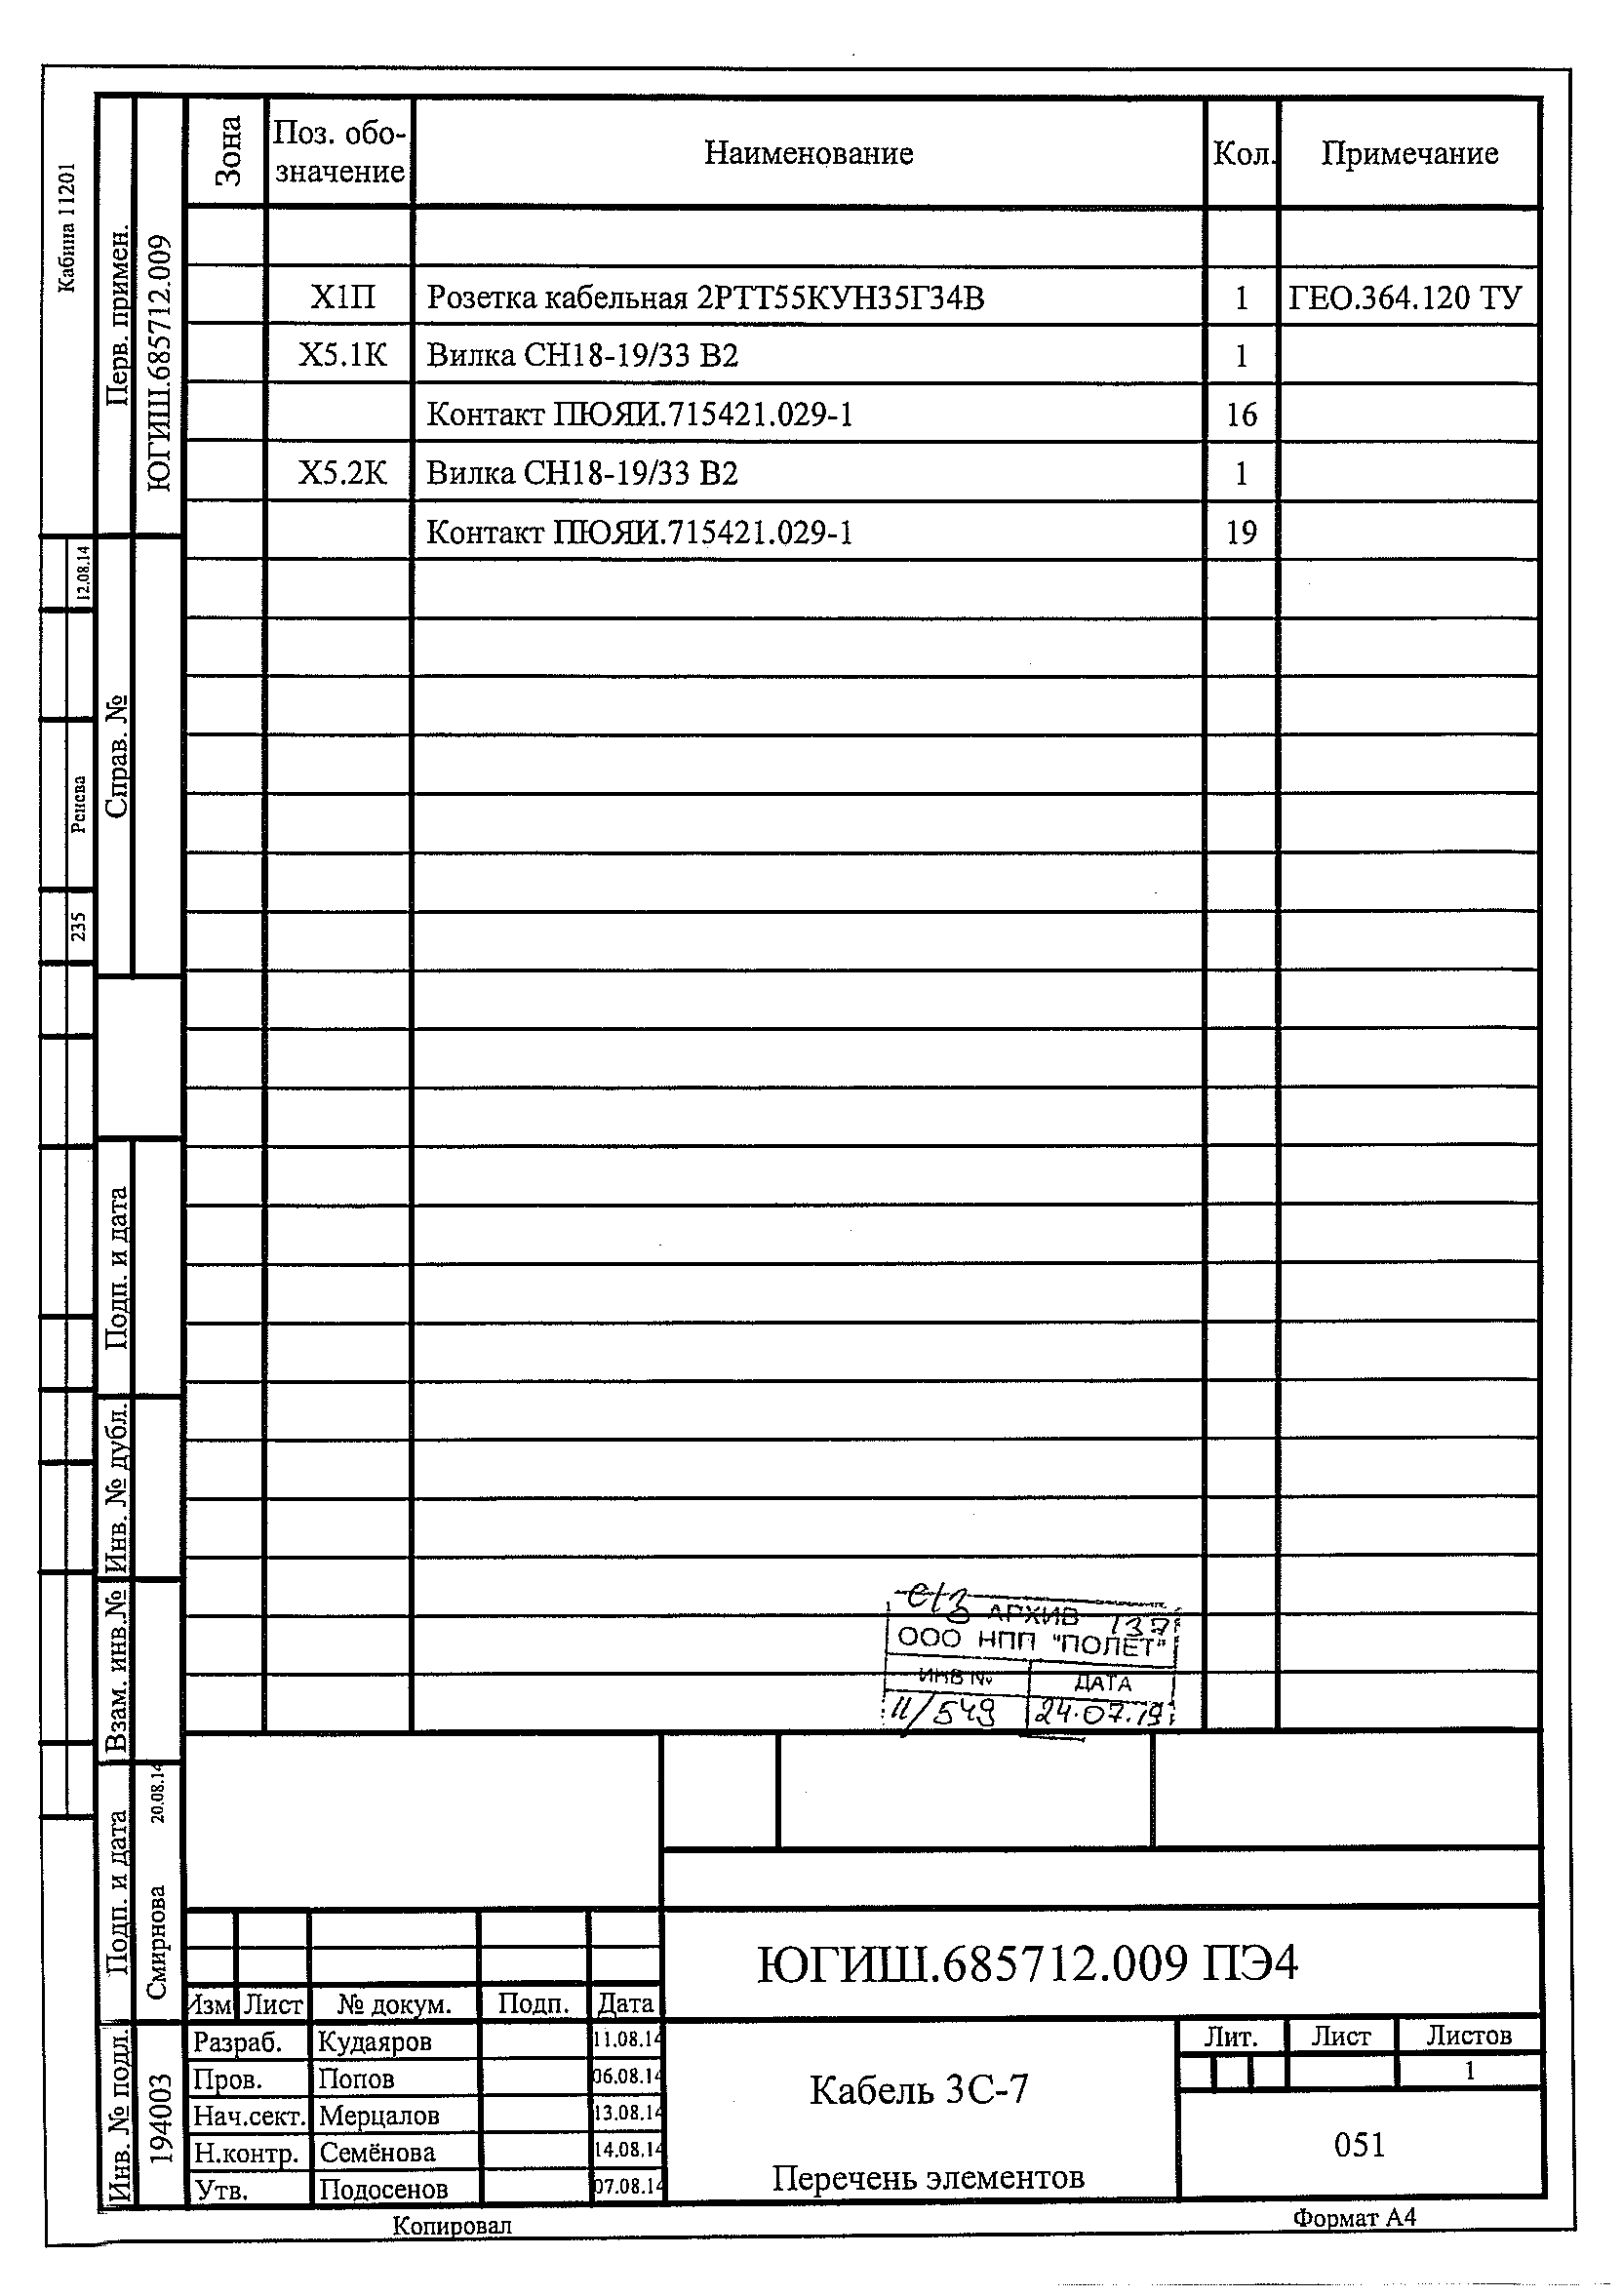 Кабина 11201
Перв. примен.
ЮГИШ.685712.009
Справ. №
12.08.14
235
Подп. и дата
Инв. № дубл.
Взам. инв.№
Подп. и дата
Смирнова 20.08.14
Инв. № подл.
194003
Зона
Поз. обо-
значение
Наименование
Кол.
Примечание
Х1П Розетка кабельная 2РТТ55КУН35Г34В 1 ГЕО.364.120 ТУ
Х5.1К Вилка СН18-19/33 В2 1
Контакт ПЮЯИ.715421.029-1 16
Х5.2К Вилка СН18-19/33 В2 1
Контакт ПЮЯИ.715421.029-1 19
АРХИВ 137
ООО НПП "ПОЛЕТ"
ИНВ № ДАТА
11/549 24.07.19
ЮГИШ.685712.009 ПЭ4
Изм Лист № докум. Подп. Дата
Разраб. Кудаяров 11.08.14
Пров. Попов 06.08.14
Нач.сект. Мерцалов 13.08.14
Н.контр. Семёнова 14.08.14
Утв. Подосенов 07.08.14
Кабель 3С-7
Перечень элементов
Лит. Лист Листов
1
051
Копировал
Формат А4